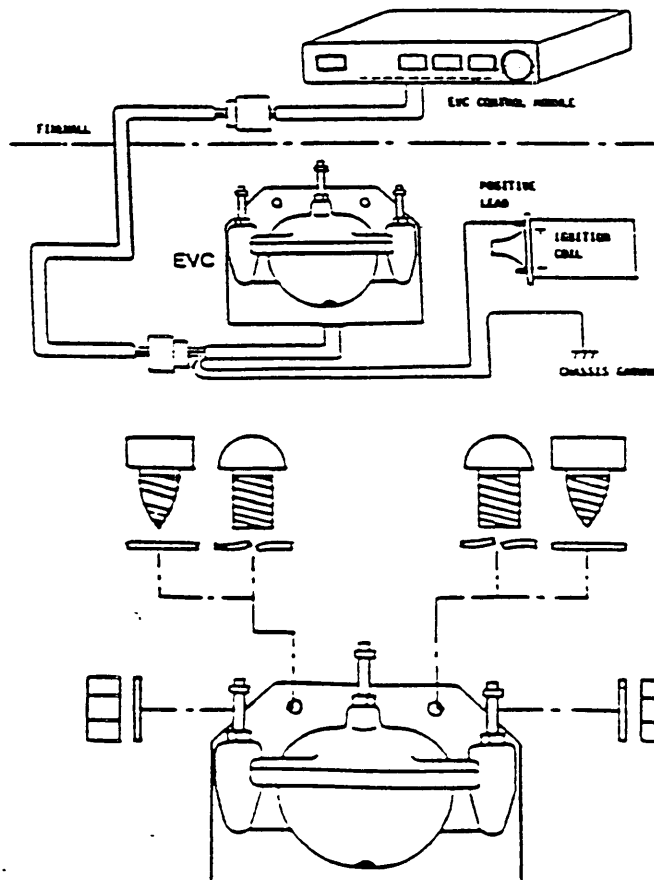 EVC CONTROL MODULE
FIREWALL
POSITIVE
LEAD
IGNITION
COIL
EVC
CHASSIS GROUND